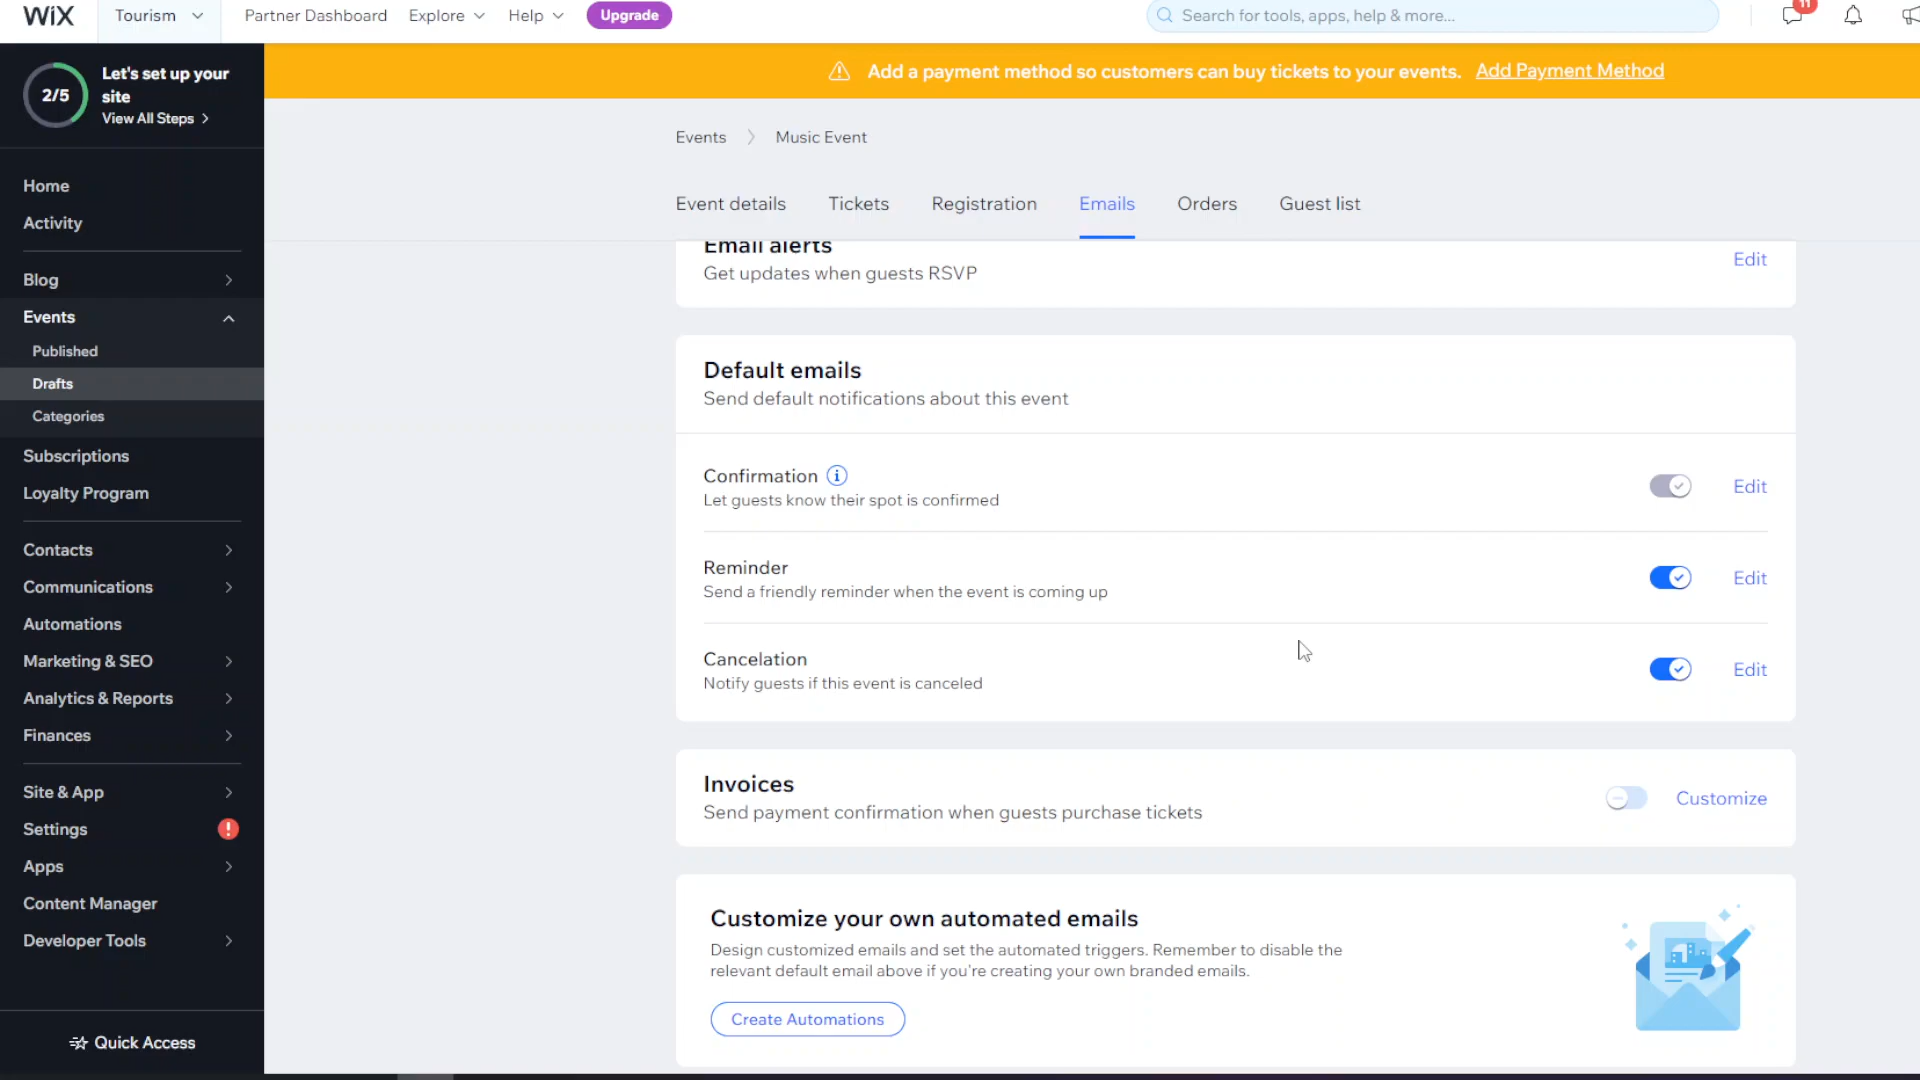 WiX
Tourism
Partner Dashboard
Explore
Help
Upgrade
Search for tools, apps, help & more...
11
2/5
Let's set up your
site
View All Steps
Add a payment method so customers can buy tickets to your events. Add Payment Method
Home
Activity
Blog
Events
Published
Drafts
Categories
Subscriptions
Loyalty Program
Contacts
Communications
Automations
Marketing & SEO
Analytics & Reports
Finances
Site & App
Settings
Apps
Content Manager
Developer Tools
Quick Access
Events > Music Event
Event details
Tickets
Registration
Emails
Orders
Guest list
Email alerts
Get updates when guests RSVP
Edit
Default emails
Send default notifications about this event
Confirmation
Let guests know their spot is confirmed
Edit
Reminder
Send a friendly reminder when the event is coming up
Edit
Cancelation
Notify guests if this event is canceled
Edit
Invoices
Send payment confirmation when guests purchase tickets
Customize
Customize your own automated emails
Design customized emails and set the automated triggers. Remember to disable the
relevant default email above if you're creating your own branded emails.
Create Automations